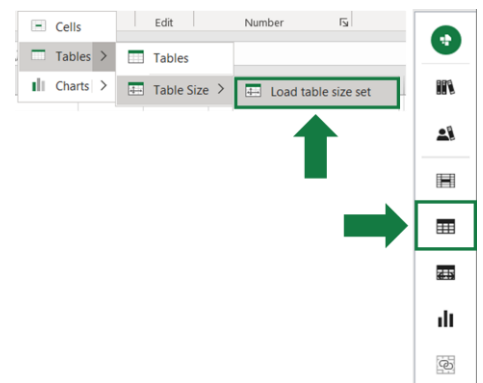 Cells
Edit
Number
Tables
Tables
Charts
Table Size
Load table size set